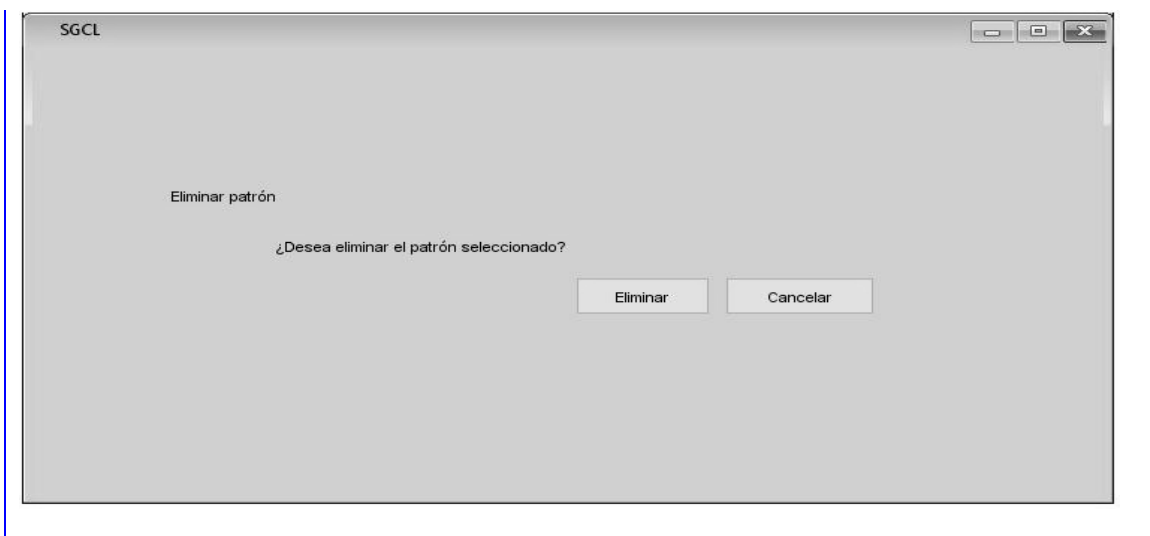 SGCL
Eliminar patrón
¿Desea eliminar el patrón seleccionado?
Eliminar Cancelar